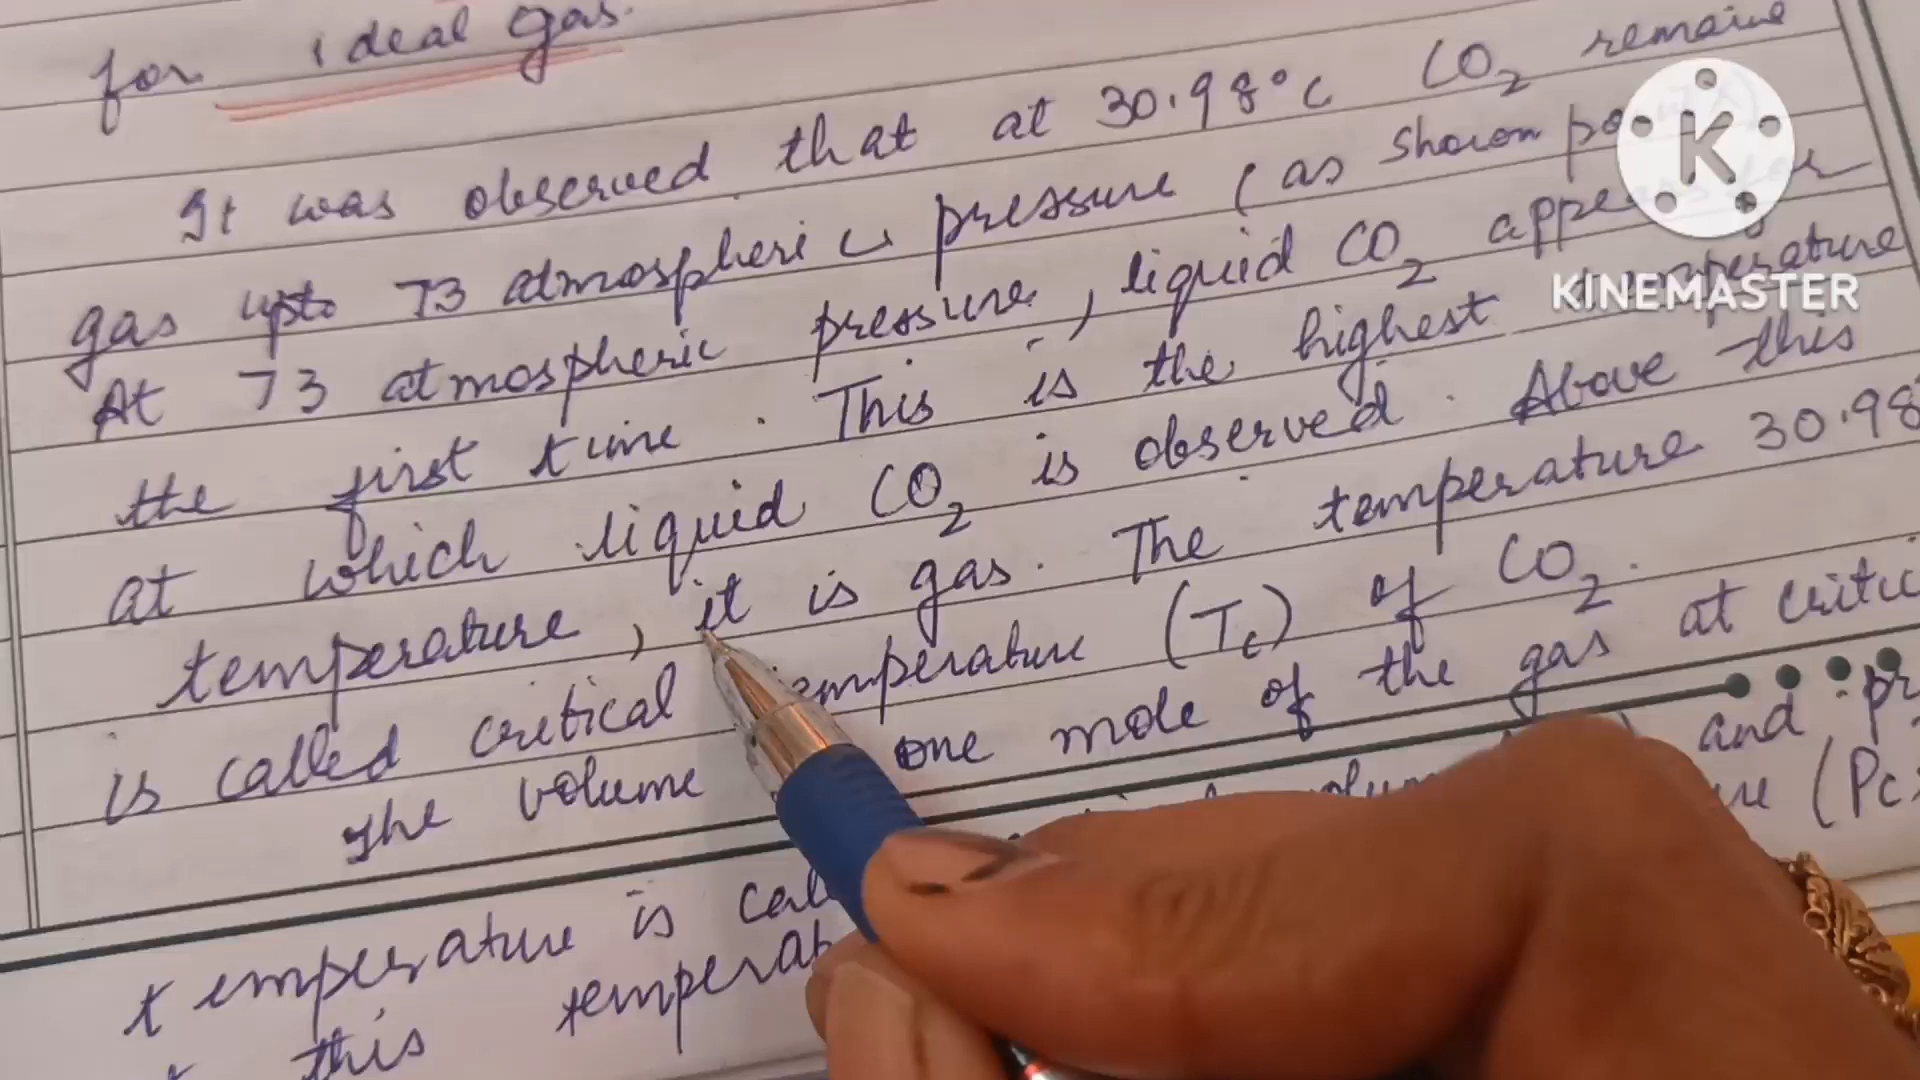 for ideal gas.
It was observed that at 30.98°C CO2 remains
gas upto 73 atmospheric pressure (as shown
At 73 atmospheric pressure, liquid CO2 appears for
the first time. This is the highest temperature
at which liquid CO2 is observed. Above this
temperature, it is gas. The temperature 30.98
is called critical temperature (Tc) of CO2.
The volume one mole of the gas at
temperature is and
this (Pc
KINEMASTER